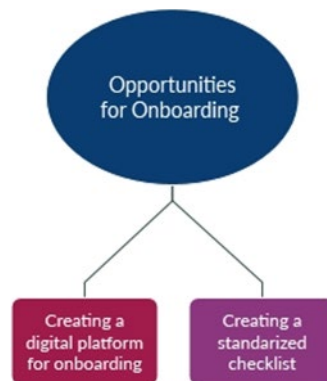 Opportunities
for Onboarding
Creating a
digital platform
for onboarding
Creating a
standarized
checklist